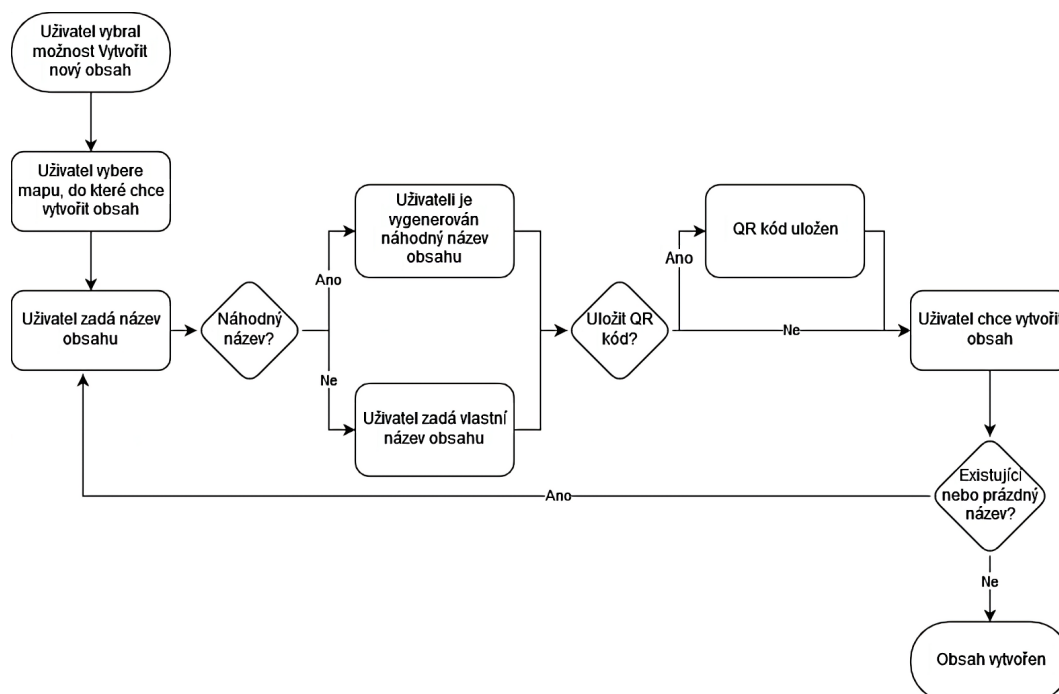 Uživatel vybral
možnost Vytvořit
nový obsah
Uživatel vybere
mapu, do které chce
vytvořit obsah
Uživatel zadá název
obsahu
Náhodný
název?
Ano
Ne
Uživateli je
vygenerován
náhodný název
obsahu
Uživatel zadá vlastní
název obsahu
Uložit QR
kód?
Ano
Ne
QR kód uložen
Uživatel chce vytvořit
obsah
Existující
nebo prázdný
název?
Ano
Ne
Obsah vytvořen